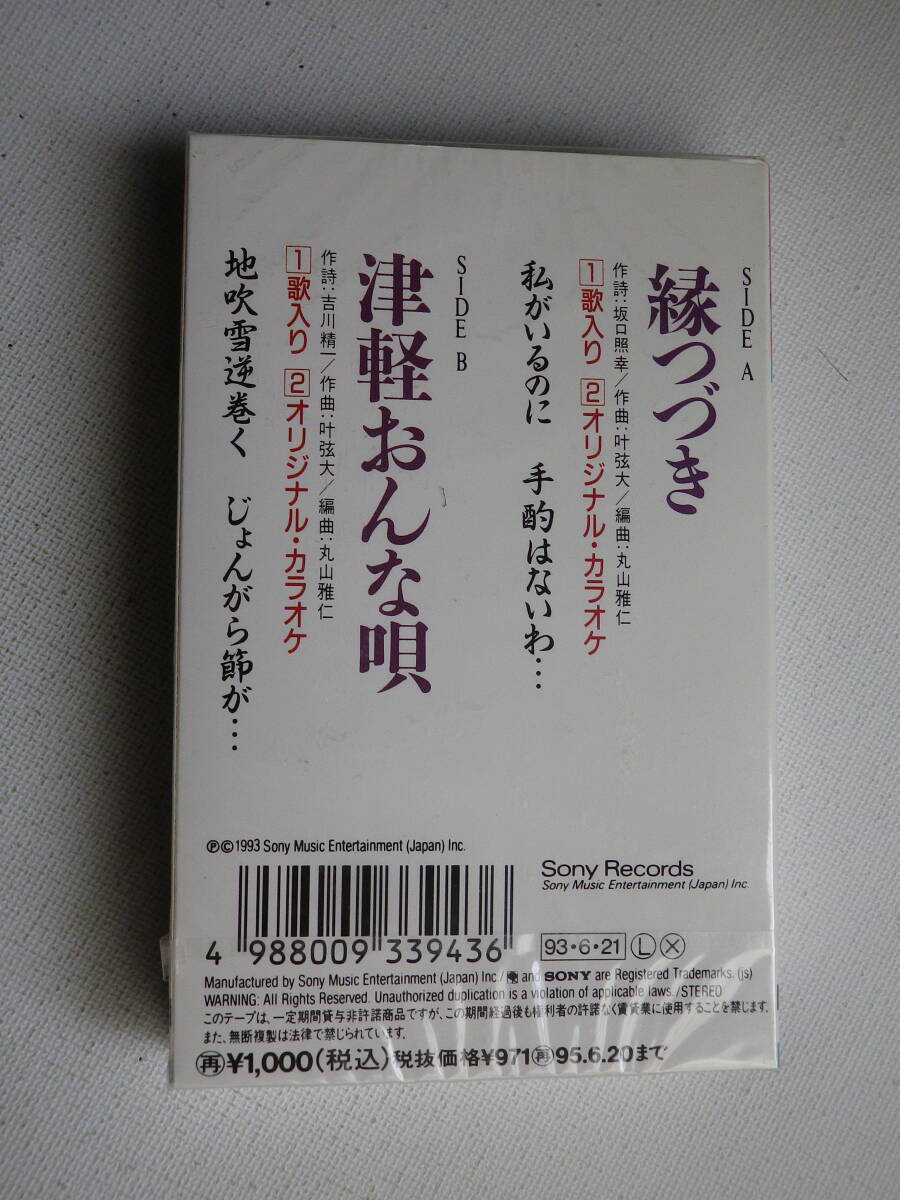 SIDE A
縁つづき
作詩:坂口照幸/作曲:叶弦大/編曲:丸山雅仁
1歌入り 2オリジナル・カラオケ
私がいるのに 手酌はないわ…
SIDE B
津軽おんな唄
作詩:吉川精一/作曲:叶弦大/編曲:丸山雅仁
1歌入り 2オリジナル・カラオケ
地吹雪逆巻く じょんがら節が…
ⓅⒸ1993 Sony Music Entertainment (Japan) Inc.
Sony Records
Sony Music Entertainment (Japan) Inc.
4 988009 339436
93・6・21 Ⓛ Ⓧ
Manufactured by Sony Music Entertainment (Japan) Inc / and SONY are Registered Trademarks. (js)
WARNING: All Rights Reserved. Unauthorized duplication is a violation of applicable laws. /STEREO
このテープは、一定期間貸与非許諾商品ですが、この期間経過後も権利者の許諾なく賃貸業に使用することを禁じます。
また、無断複製は法律で禁じられています。
再¥1,000(税込)税抜価格¥971再95.6.20まで